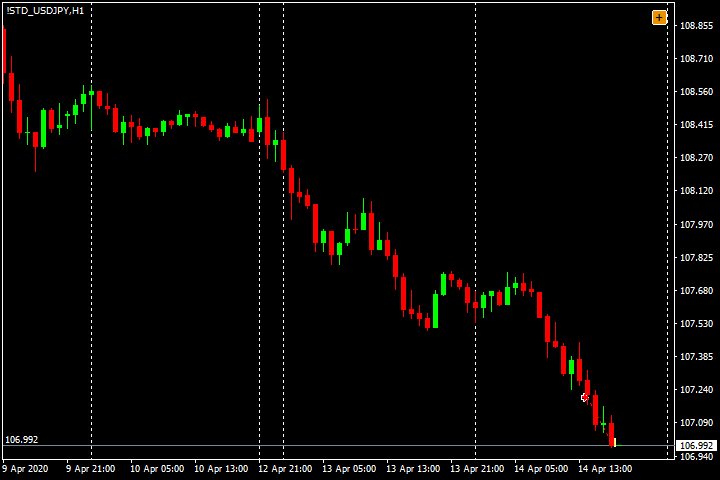 !STD_USDJPY,H1
108.855
108.710
108.560
108.415
108.270
108.120
107.970
107.825
107.680
107.530
107.385
107.240
107.090
106.992
106.992
106.940
9 Apr 2020
9 Apr 21:00
10 Apr 05:00
10 Apr 13:00
12 Apr 21:00
13 Apr 05:00
13 Apr 13:00
13 Apr 21:00
14 Apr 05:00
14 Apr 13:00